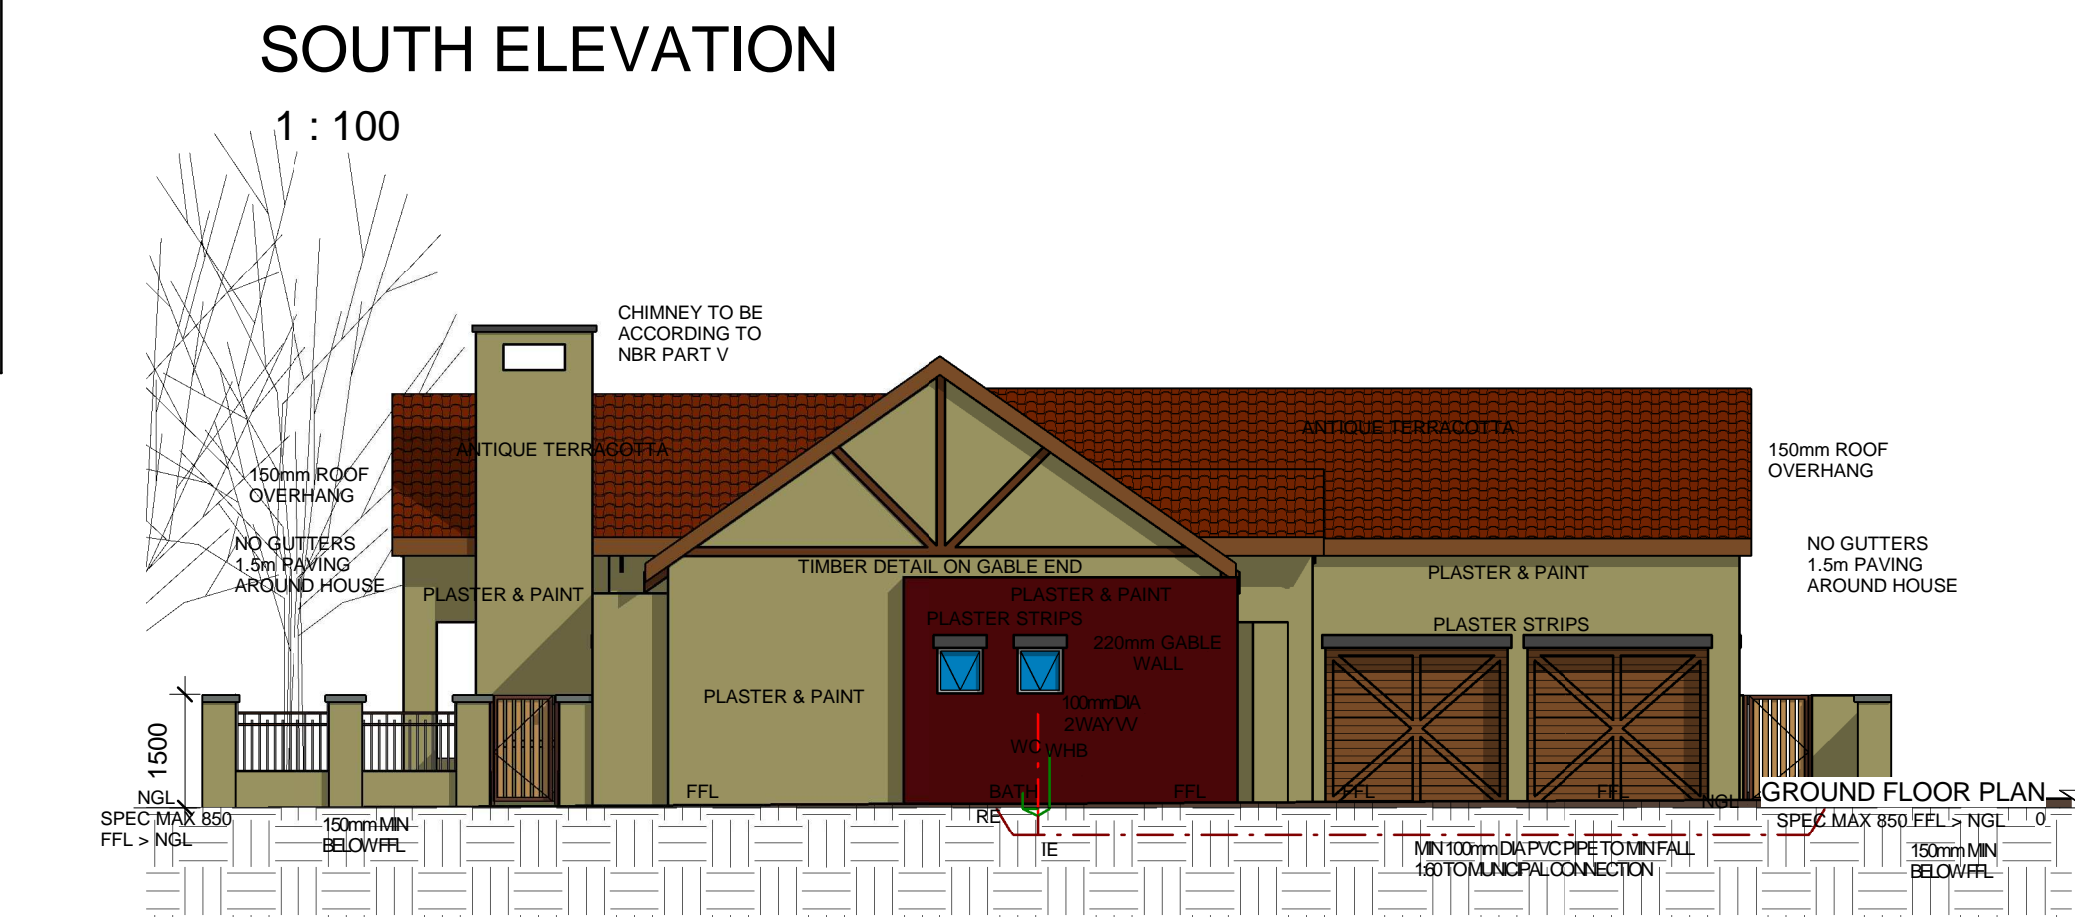 SOUTH ELEVATION
1 : 100
CHIMNEY TO BE
ACCORDING TO
NBR PART V
ANTIQUE TERRACOTTA
ANTIQUE TERRACOTTA
150mm ROOF
OVERHANG
150mm ROOF
OVERHANG
NO GUTTERS
1.5m PAVING
AROUND HOUSE
NO GUTTERS
1.5m PAVING
AROUND HOUSE
TIMBER DETAIL ON GABLE END
PLASTER & PAINT
PLASTER & PAINT
PLASTER & PAINT
PLASTER STRIPS
PLASTER STRIPS
220mm GABLE
WALL
PLASTER & PAINT
100mmDIA
2WAY VV
WC
WHB
1500
BATH
FFL
FFL
FFL
FFL
NGL
NGL
GROUND FLOOR PLAN
SPEC MAX 850
FFL > NGL
SPEC MAX 850 FFL > NGL
0
150mm MIN
BELOW FFL
RE
IE
MIN 100mm DIA PVC PIPE TO MIN FALL
1:60 TO MUNICIPAL CONNECTION
150mm MIN
BELOW FFL